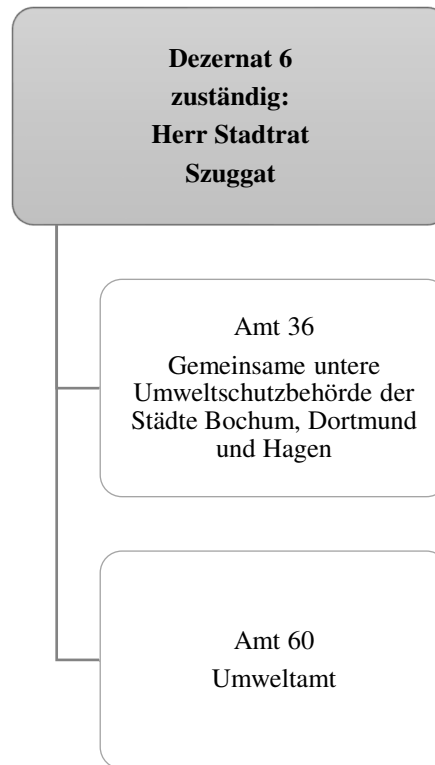 Dezernat 6
zuständig:
Herr Stadtrat
Szuggat
Amt 36
Gemeinsame untere
Umweltschutzbehörde der
Städte Bochum, Dortmund
und Hagen
Amt 60
Umweltamt